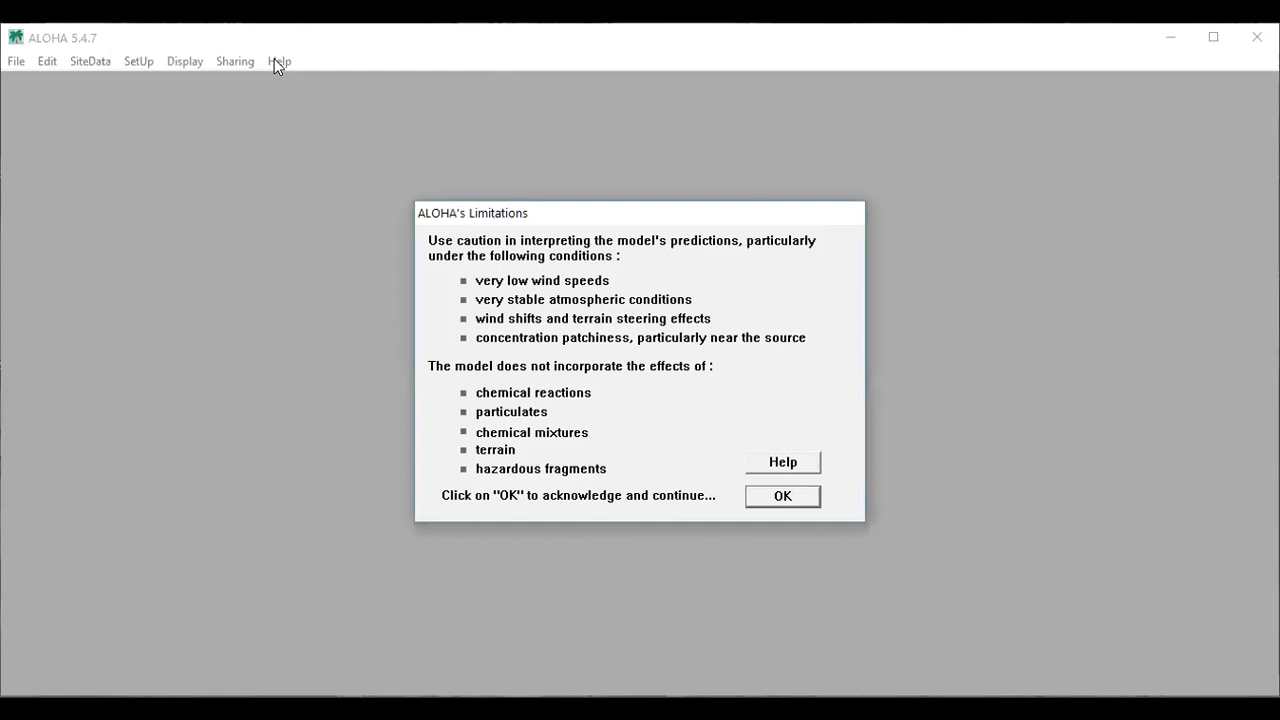 ALOHA 5.4.7
File Edit SiteData SetUp Display Sharing Help
ALOHA's Limitations
Use caution in interpreting the model's predictions, particularly
under the following conditions :
very low wind speeds
very stable atmospheric conditions
wind shifts and terrain steering effects
concentration patchiness, particularly near the source
The model does not incorporate the effects of :
chemical reactions
particulates
chemical mixtures
terrain
hazardous fragments
Help
Click on "OK" to acknowledge and continue...
OK